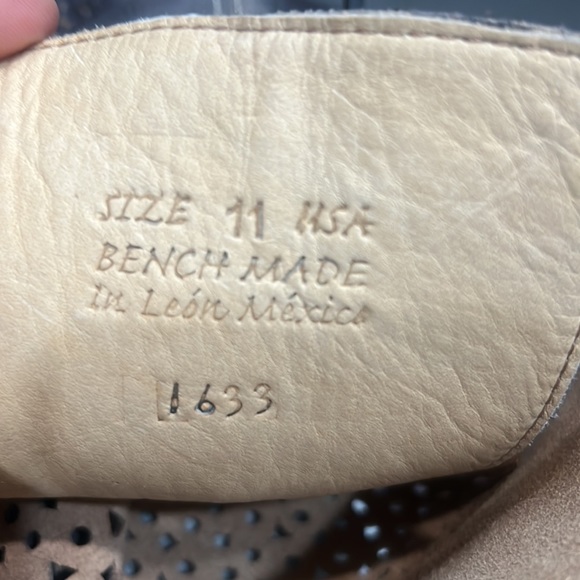 SIZE 11 USA
BENCH MADE
in León México
1633